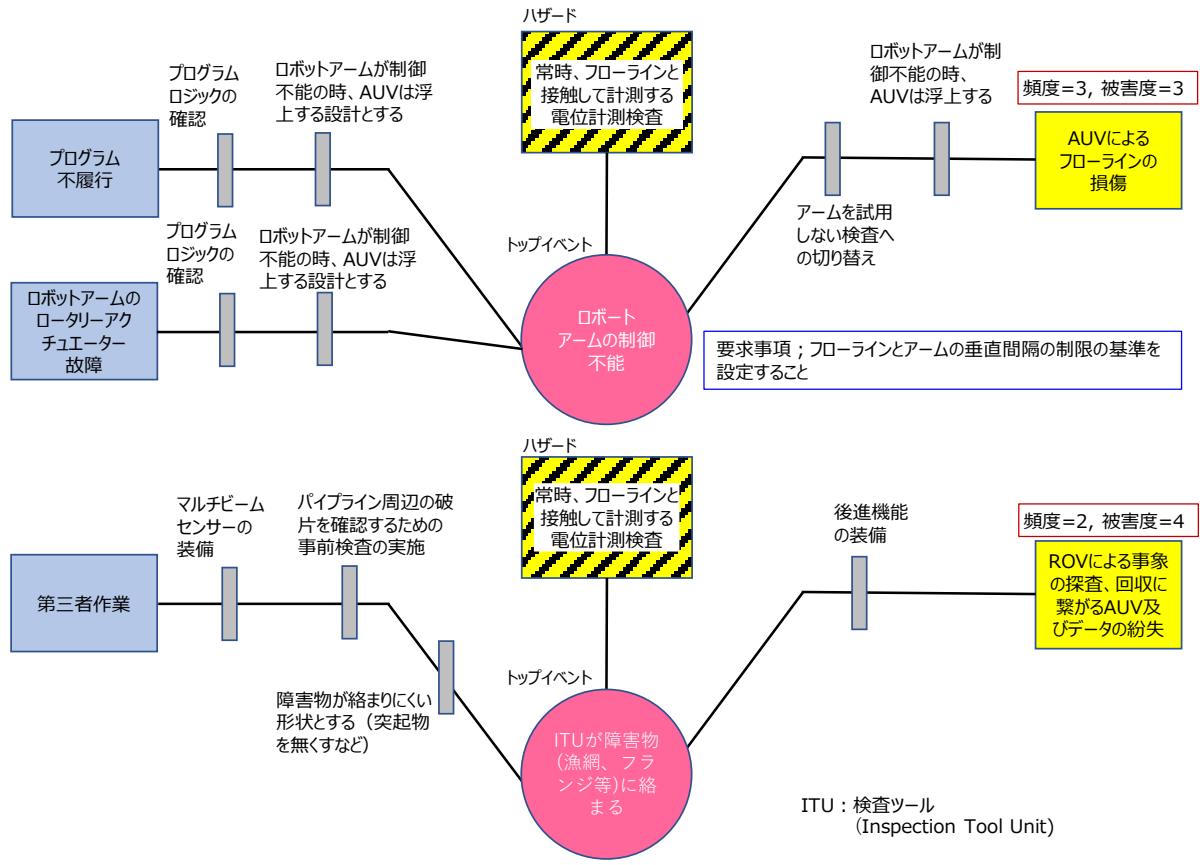 ハザード
常時、フローラインと
接触して計測する
電位計測検査
プログラム
ロジックの
確認
ロボットアームが制御
不能の時、AUVは浮
上する設計とする
プログラム
不履行
プログラム
ロジックの
確認
ロボットアームが制御
不能の時、AUVは浮
上する設計とする
ロボットアームの
ロータリーアク
チュエーター
故障
トップイベント
ロボート
アームの制御
不能
ロボットアームが制
御不能の時、
AUVは浮上する
アームを試用
しない検査へ
の切り替え
頻度=3, 被害度=3
AUVによる
フローラインの
損傷
要求事項；フローラインとアームの垂直間隔の制限の基準を
設定すること
ハザード
常時、フローラインと
接触して計測する
電位計測検査
マルチビーム
センサーの
装備
パイプライン周辺の破
片を確認するための
事前検査の実施
第三者作業
障害物が絡まりにくい
形状とする（突起物
を無くすなど）
トップイベント
ITUが障害物
(漁網、フラ
ンジ等)に絡
まる
後進機能
の装備
頻度=2, 被害度=4
ROVによる事象
の探査、回収に
繋がるAUV及
びデータの紛失
ITU：検査ツール
（Inspection Tool Unit)